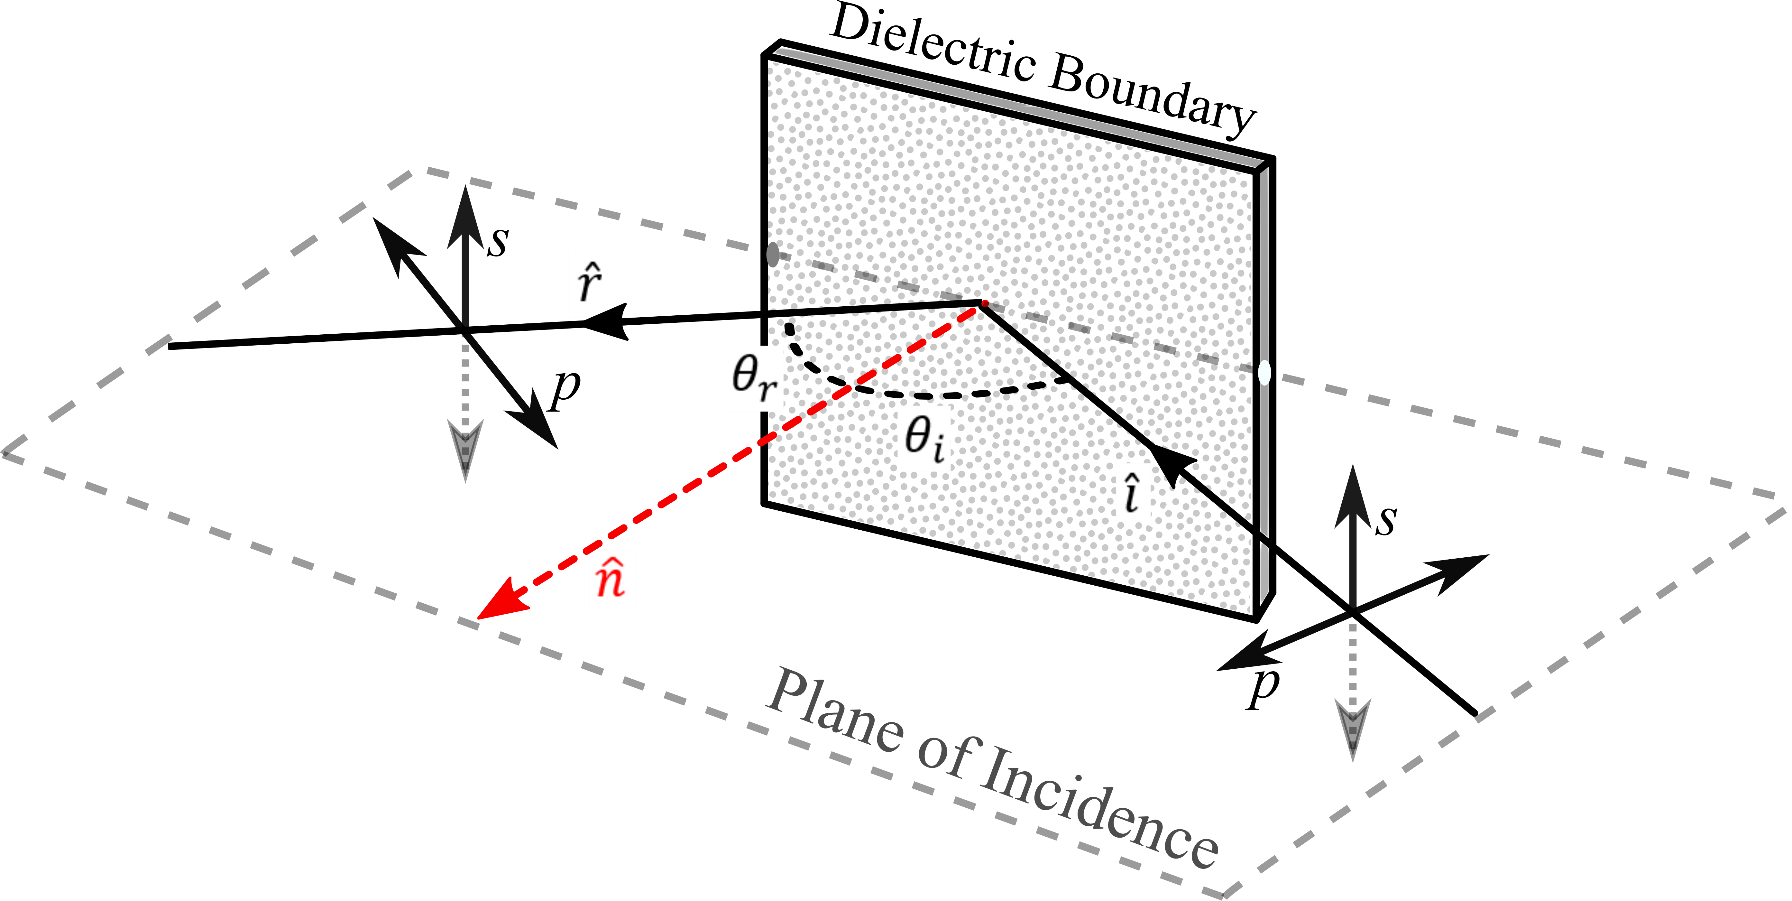 Dielectric Boundary
s
r̂
p
θr
θi
î
n̂
s
p
Plane of Incidence